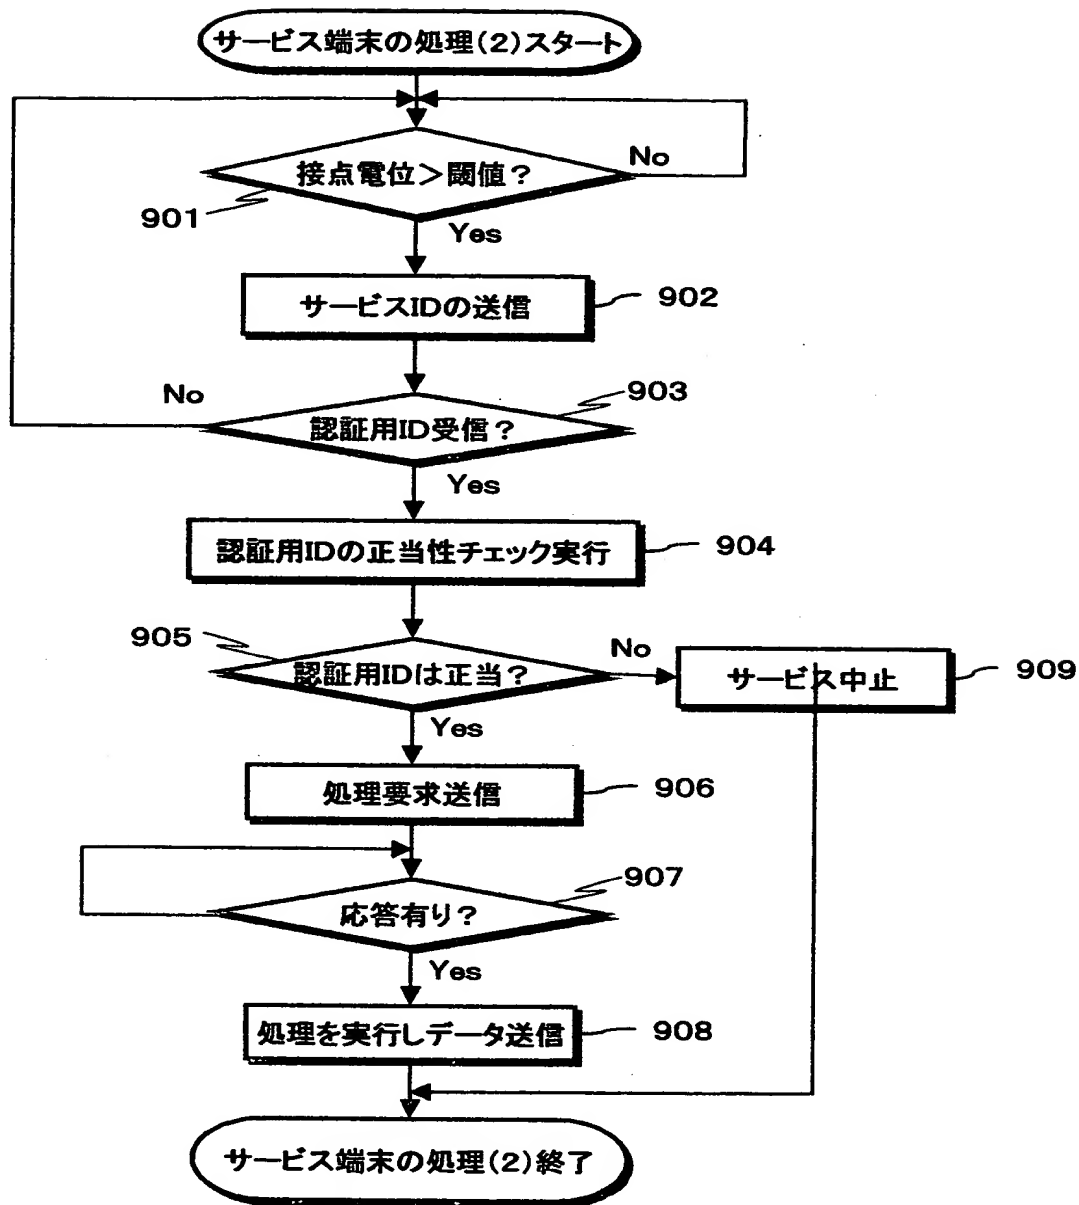 サービス端末の処理(2)スタート
接点電位>閾値?
No
901
Yes
サービスIDの送信
902
No
903
認証用ID受信?
Yes
認証用IDの正当性チェック実行
904
905
認証用IDは正当?
No
サービス中止
909
Yes
処理要求送信
906
907
応答有り?
Yes
処理を実行しデータ送信
908
サービス端末の処理(2)終了